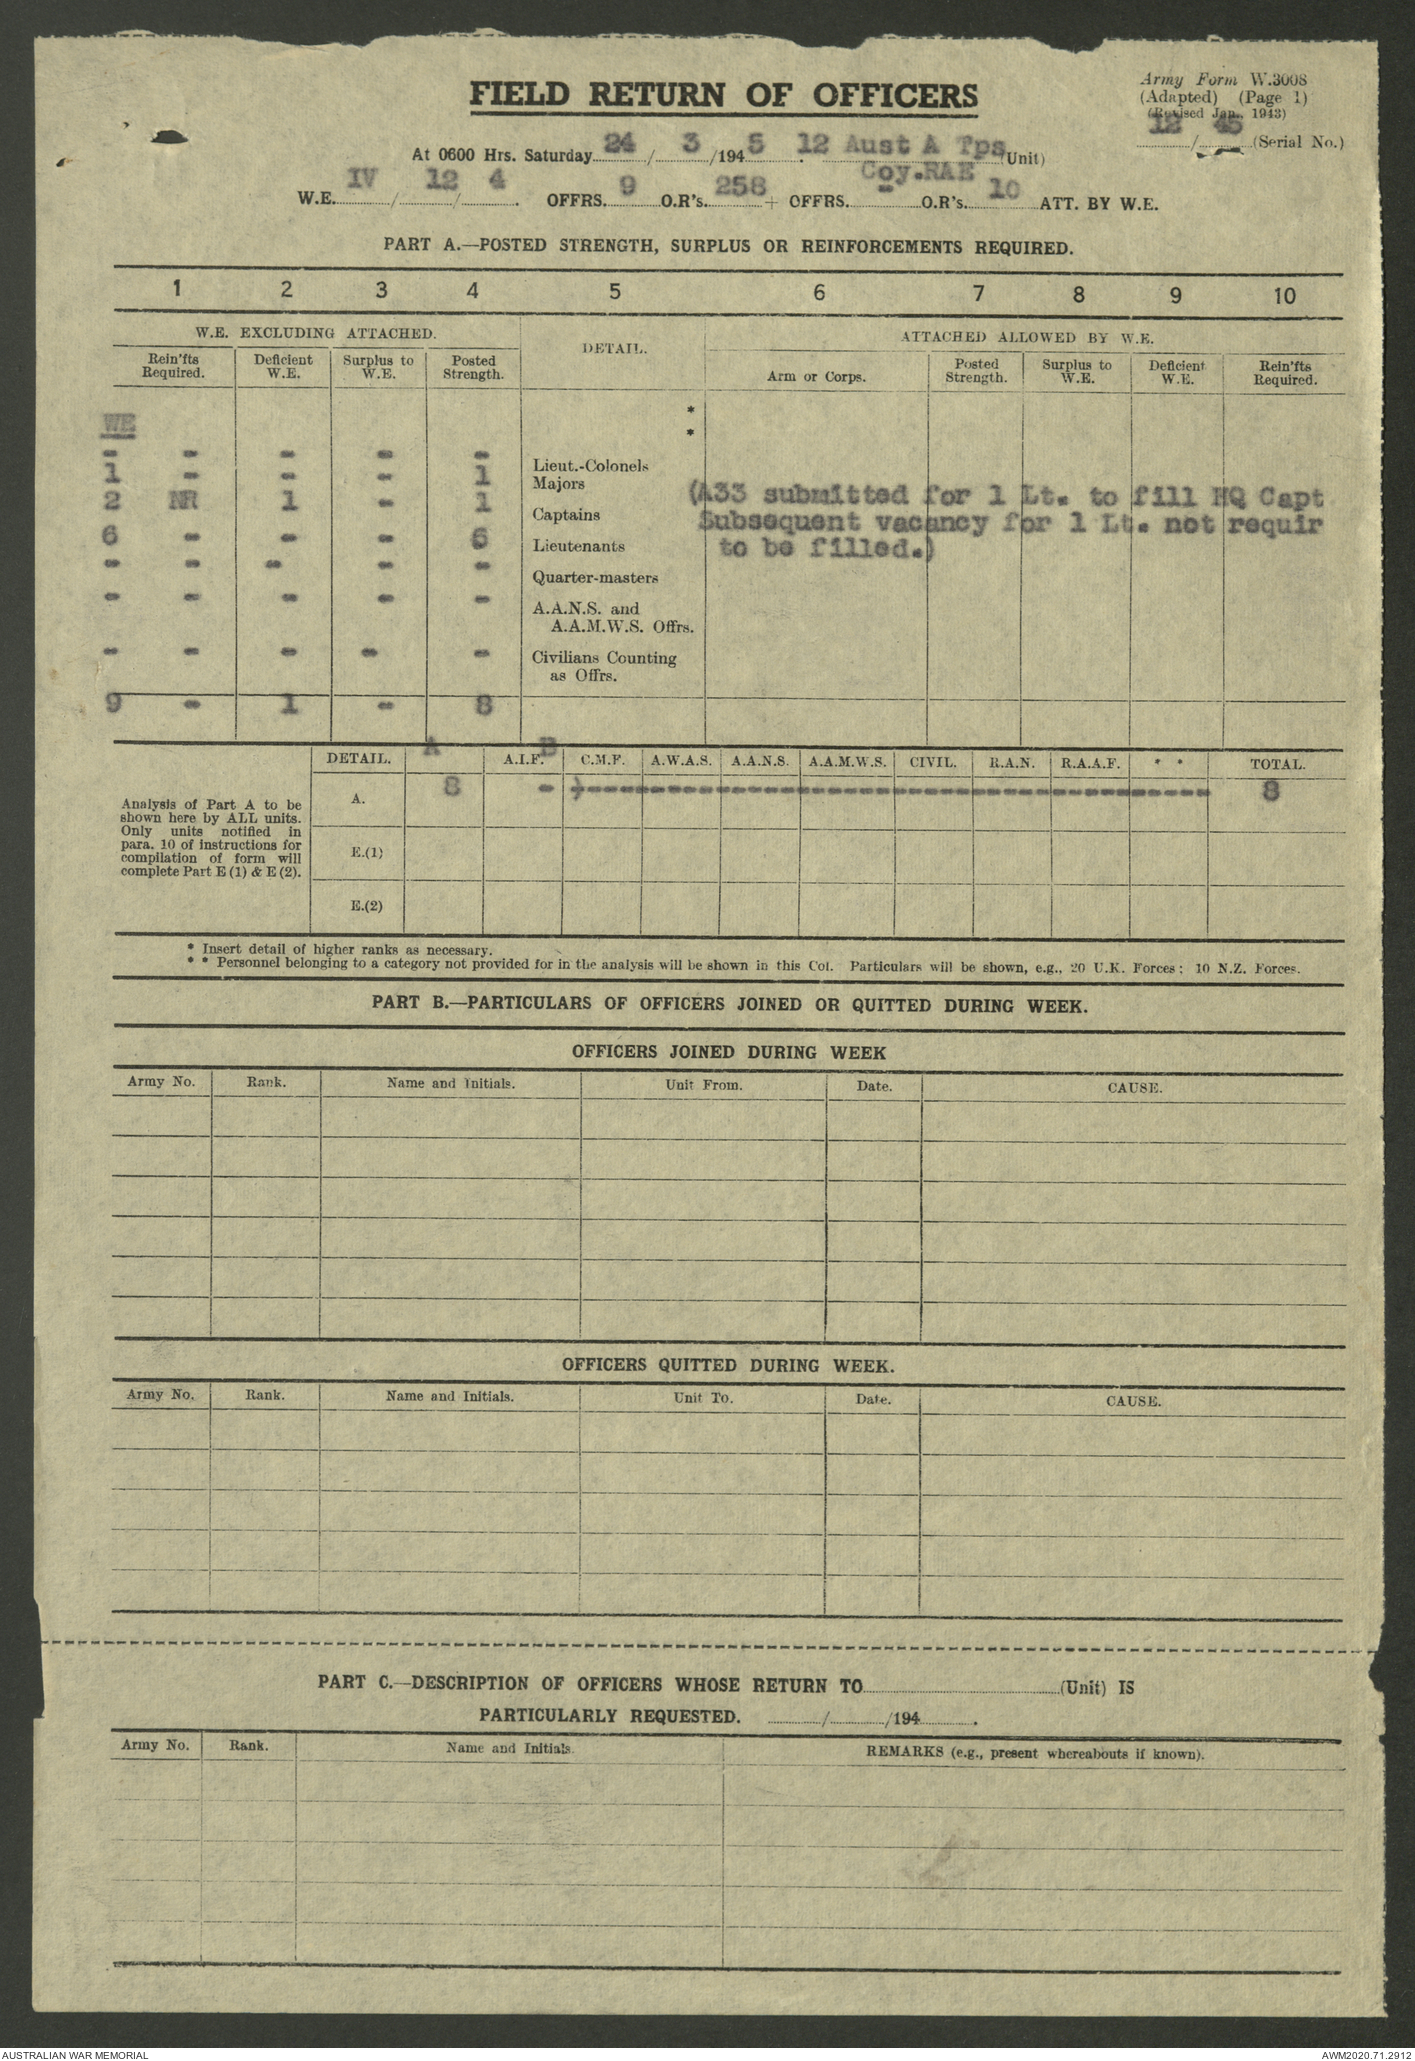 Army Form W.3008
FIELD RETURN OF OFFICERS
(Adapted) (Page 1)
(Revised Jan., 1943)
12 / 45 (Serial No.)
At 0600 Hrs. Saturday 24 / 3 /194 5 . 12 Aust A Tps (Unit)
Coy.RAE
W.E. IV / 12 / 4 . OFFRS. 9 O.R's. 258 + OFFRS. - O.R's. 10 ATT. BY W.E.
PART A.—POSTED STRENGTH, SURPLUS OR REINFORCEMENTS REQUIRED.
1 2 3 4 5 6 7 8 9 10
W.E. EXCLUDING ATTACHED. DETAIL. ATTACHED ALLOWED BY W.E.
Rein'fts Required. Deficient W.E. Surplus to W.E. Posted Strength. Arm or Corps. Posted Strength. Surplus to W.E. Deficient W.E. Rein'fts Required.
*
WE *
- - - - - Lieut.-Colonels
1 - - - 1 Majors
2 NR 1 - 1 Captains (A33 submitted for 1 Lt. to fill HQ Capt
Subsequent vacancy for 1 Lt. not requir
6 - - - 6 Lieutenants to be filled.)
- - - - - Quarter-masters
- - - - - A.A.N.S. and
A.A.M.W.S. Offrs.
- - - - - Civilians Counting
as Offrs.
9 - 1 - 8
DETAIL. A A.I.F. B C.M.F. A.W.A.S. A.A.N.S. A.A.M.W.S. CIVIL. R.A.N. R.A.A.F. * * TOTAL.
A. 8 - )------------------------------ 8
Analysis of Part A to be
shown here by ALL units.
Only units notified in
para. 10 of instructions for
compilation of form will
complete Part E (1) & E (2).
E.(1)
E.(2)
* Insert detail of higher ranks as necessary.
* * Personnel belonging to a category not provided for in the analysis will be shown in this Col. Particulars will be shown, e.g., 20 U.K. Forces; 10 N.Z. Forces.
PART B.—PARTICULARS OF OFFICERS JOINED OR QUITTED DURING WEEK.
OFFICERS JOINED DURING WEEK
Army No. Rank. Name and Initials. Unit From. Date. CAUSE.
OFFICERS QUITTED DURING WEEK.
Army No. Rank. Name and Initials. Unit To. Date. CAUSE.
PART C.—DESCRIPTION OF OFFICERS WHOSE RETURN TO (Unit) IS
PARTICULARLY REQUESTED. / /194 .
Army No. Rank. Name and Initials. REMARKS (e.g., present whereabouts if known).
AUSTRALIAN WAR MEMORIAL AWM2020.71.2912